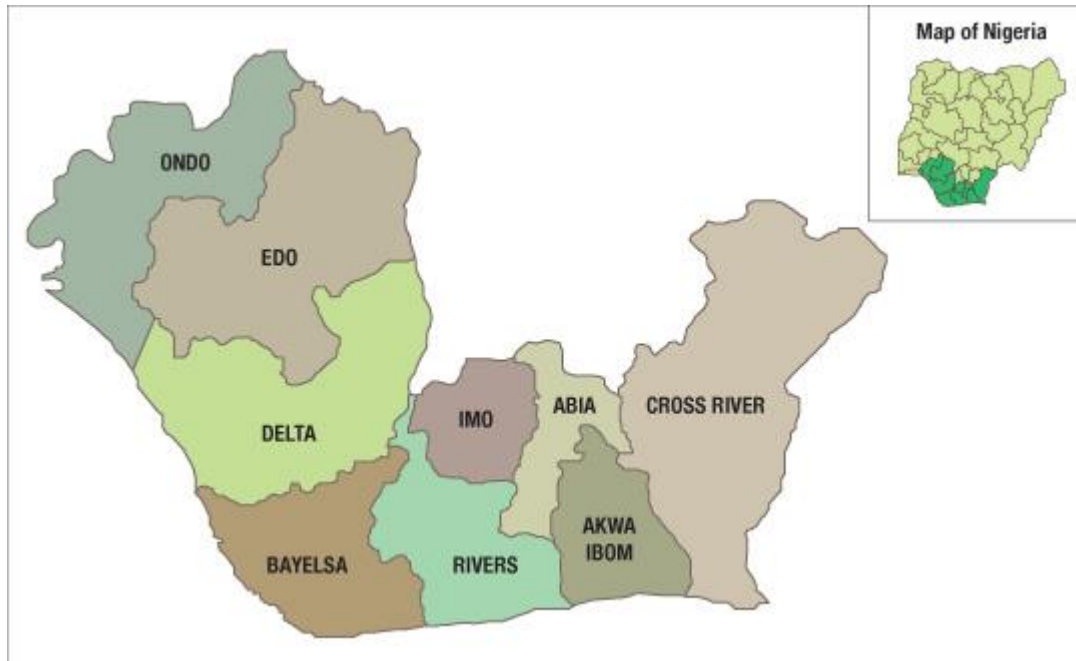 Map of Nigeria
ONDO
EDO
DELTA
IMO
ABIA
CROSS RIVER
BAYELSA
RIVERS
AKWA
IBOM